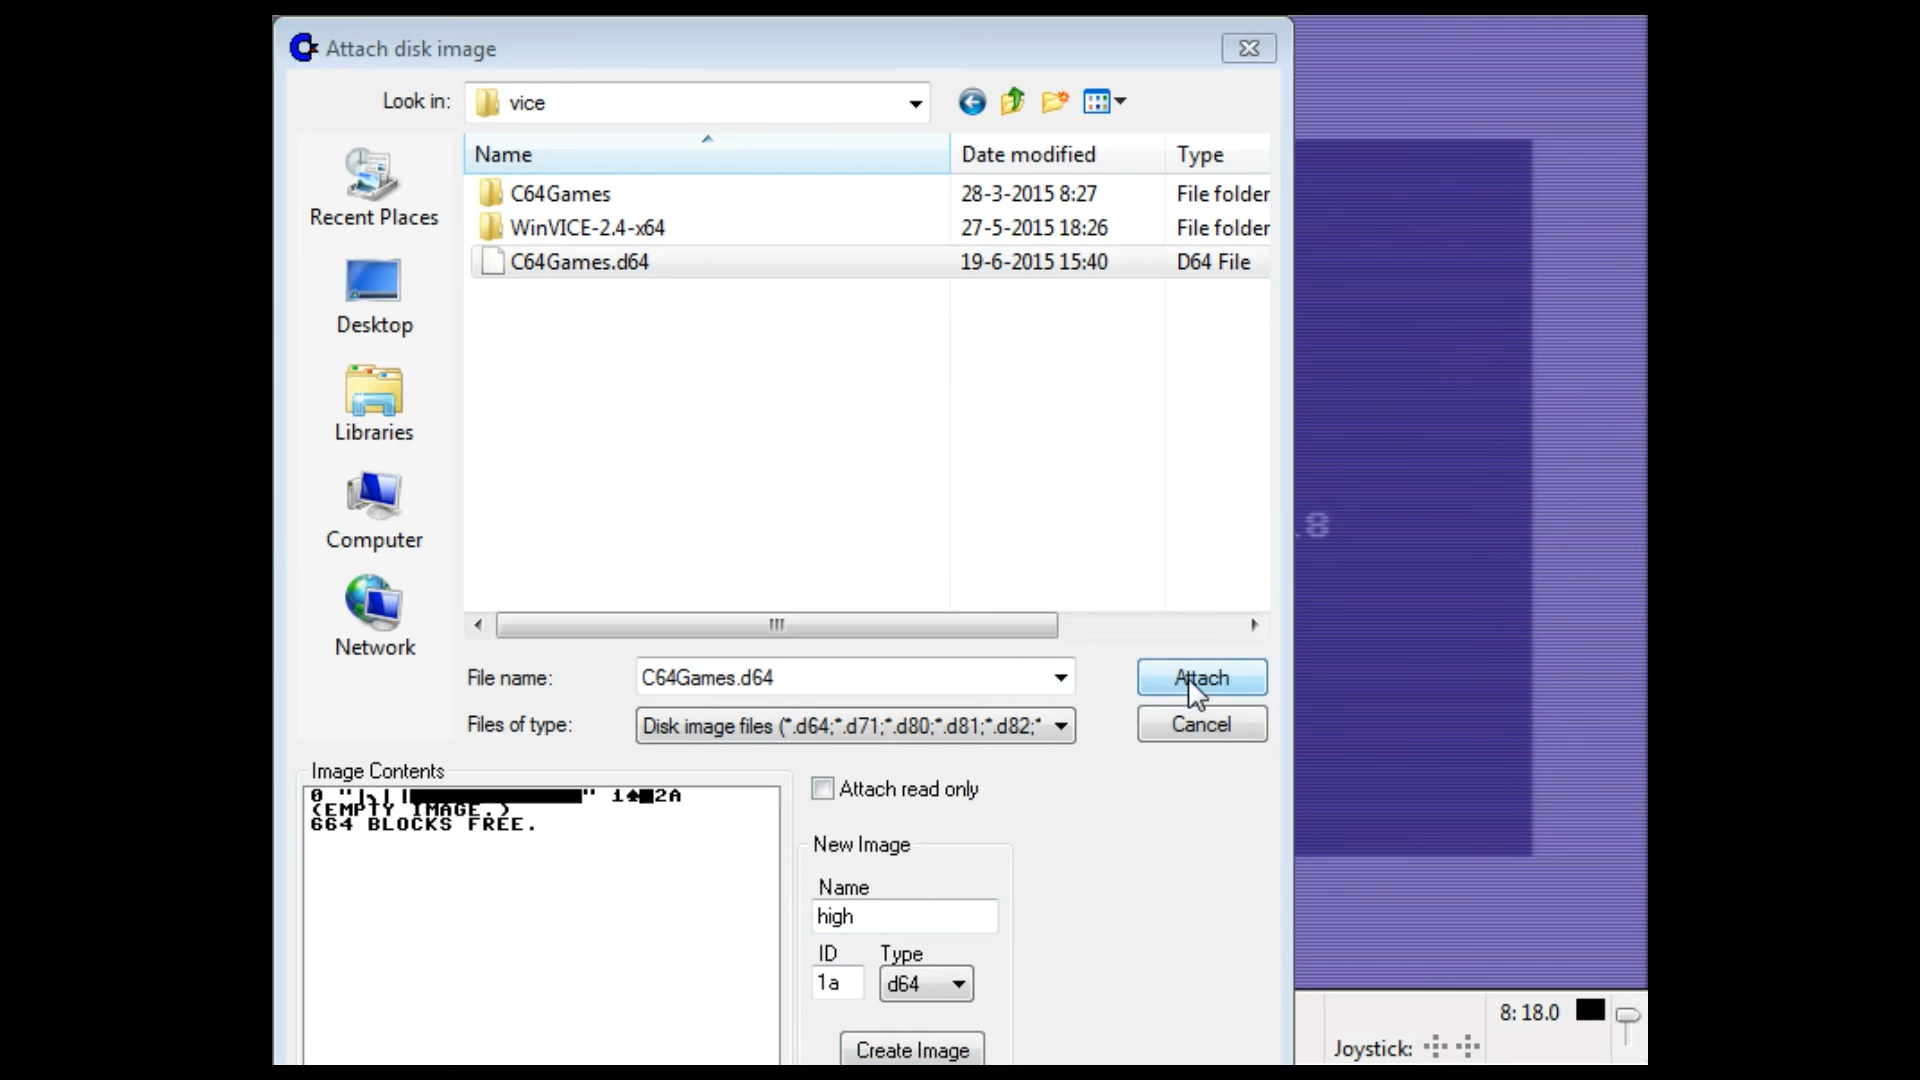 Attach disk image
Look in: vice
Name Date modified Type
C64Games 28-3-2015 8:27 File folder
WinVICE-2.4-x64 27-5-2015 18:26 File folder
C64Games.d64 19-6-2015 15:40 D64 File
Recent Places
Desktop
Libraries
Computer
Network
File name: C64Games.d64 Attach
Files of type: Disk image files (*.d64;*.d71;*.d80;*.d81;*.d82;* Cancel
Image Contents
(EMPTY IMAGE.)
664 BLOCKS FREE.
Attach read only
New Image
Name
high
ID Type
1a d64
Create Image
.8
8: 18.0
Joystick: